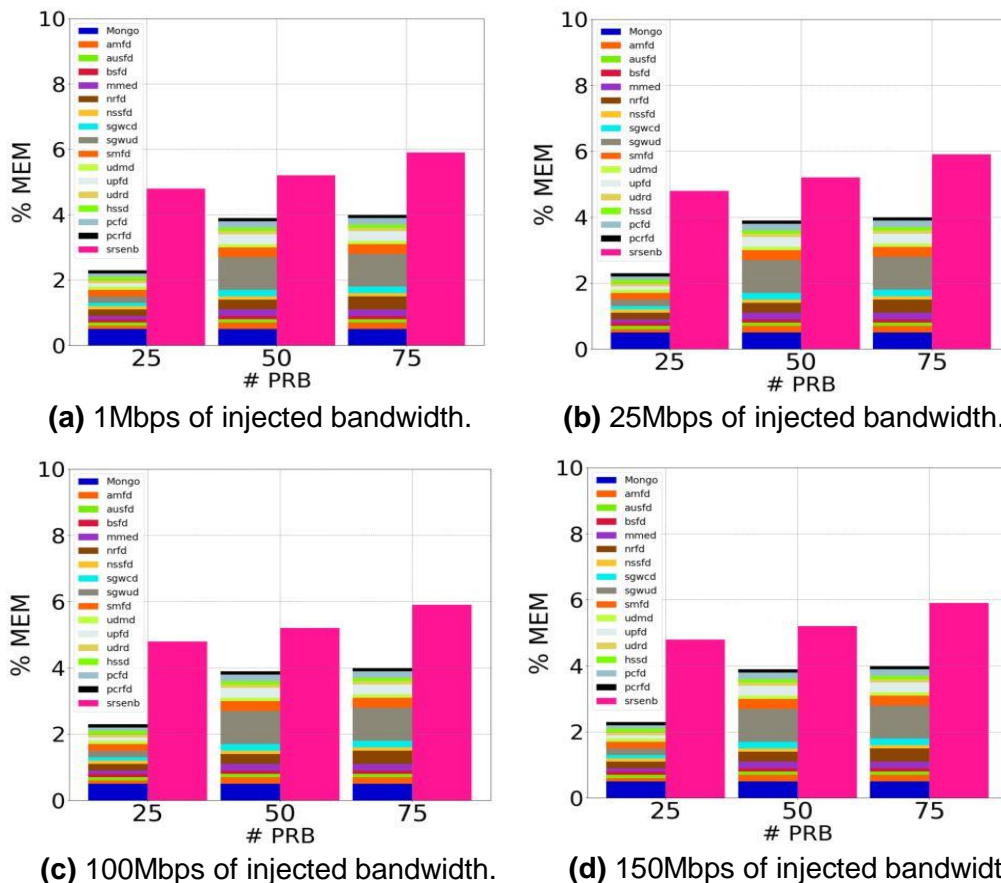 10
8
6
4
2
0
% MEM
Mongo
amfd
ausfd
bsfd
mmed
nrfd
nssfd
sgwcd
sgwud
smfd
udmd
upfd
udrd
hssd
pcfd
pcrfd
srsenb
25 50 75
# PRB
(a) 1Mbps of injected bandwidth.
10
8
6
4
2
0
% MEM
Mongo
amfd
ausfd
bsfd
mmed
nrfd
nssfd
sgwcd
sgwud
smfd
udmd
upfd
udrd
hssd
pcfd
pcrfd
srsenb
25 50 75
# PRB
(b) 25Mbps of injected bandwidth.
10
8
6
4
2
0
% MEM
Mongo
amfd
ausfd
bsfd
mmed
nrfd
nssfd
sgwcd
sgwud
smfd
udmd
upfd
udrd
hssd
pcfd
pcrfd
srsenb
25 50 75
# PRB
(c) 100Mbps of injected bandwidth.
10
8
6
4
2
0
% MEM
Mongo
amfd
ausfd
bsfd
mmed
nrfd
nssfd
sgwcd
sgwud
smfd
udmd
upfd
udrd
hssd
pcfd
pcrfd
srsenb
25 50 75
# PRB
(d) 150Mbps of injected bandwidt